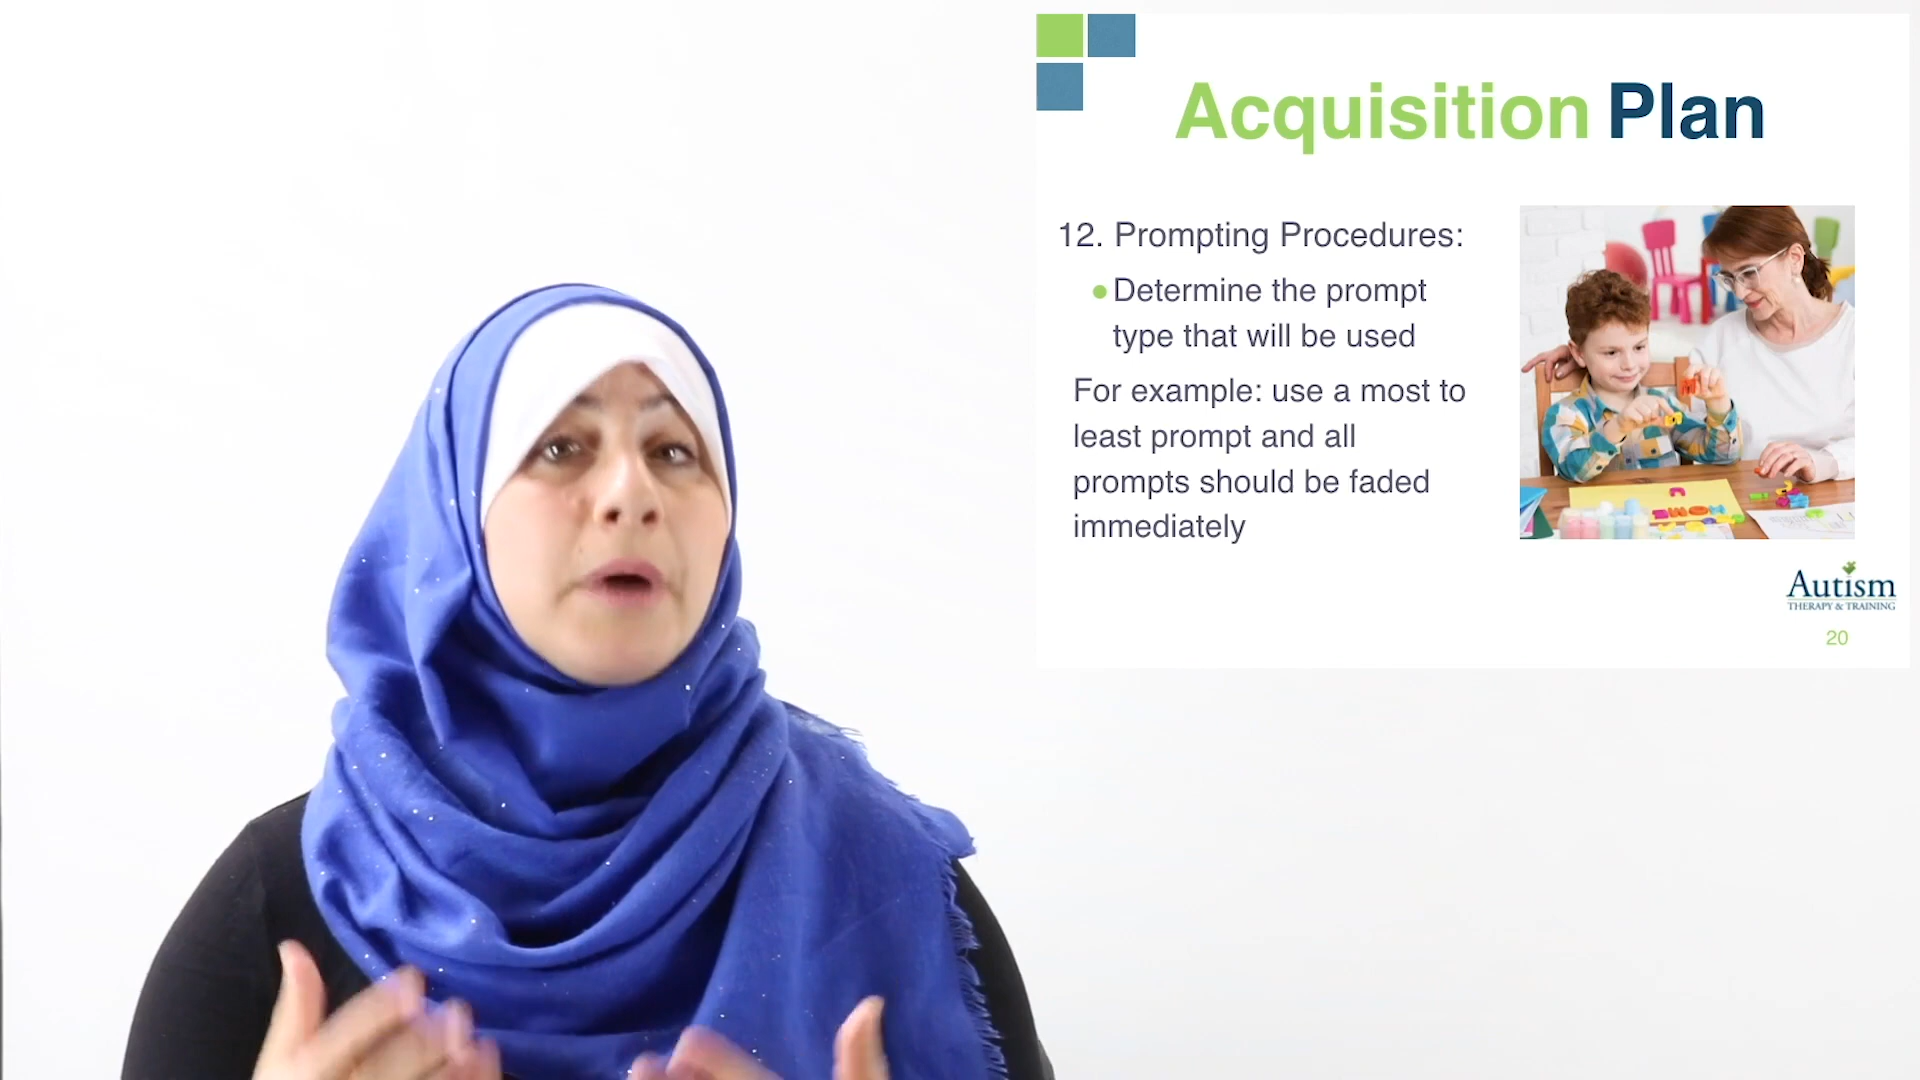 Acquisition Plan
12. Prompting Procedures:
Determine the prompt
type that will be used
For example: use a most to
least prompt and all
prompts should be faded
immediately
Autism
THERAPY & TRAINING
20